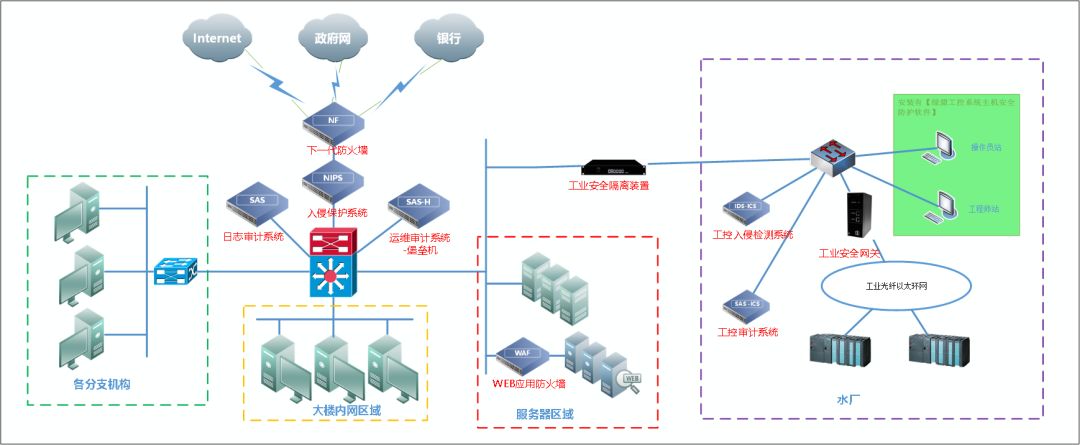 Internet
政府网
银行
NF
下一代防火墙
NIPS
入侵保护系统
SAS
日志审计系统
SAS-H
运维审计系统
-堡垒机
各分支机构
大楼内网区域
WAF
WEB应用防火墙
WEB
服务器区域
工业安全隔离装置
安装有【绿盟工控系统主机安全
防护软件】
操作员站
工程师站
IDS-ICS
工控入侵检测系统
工业安全网关
SAS-ICS
工控审计系统
工业光纤以太环网
水厂